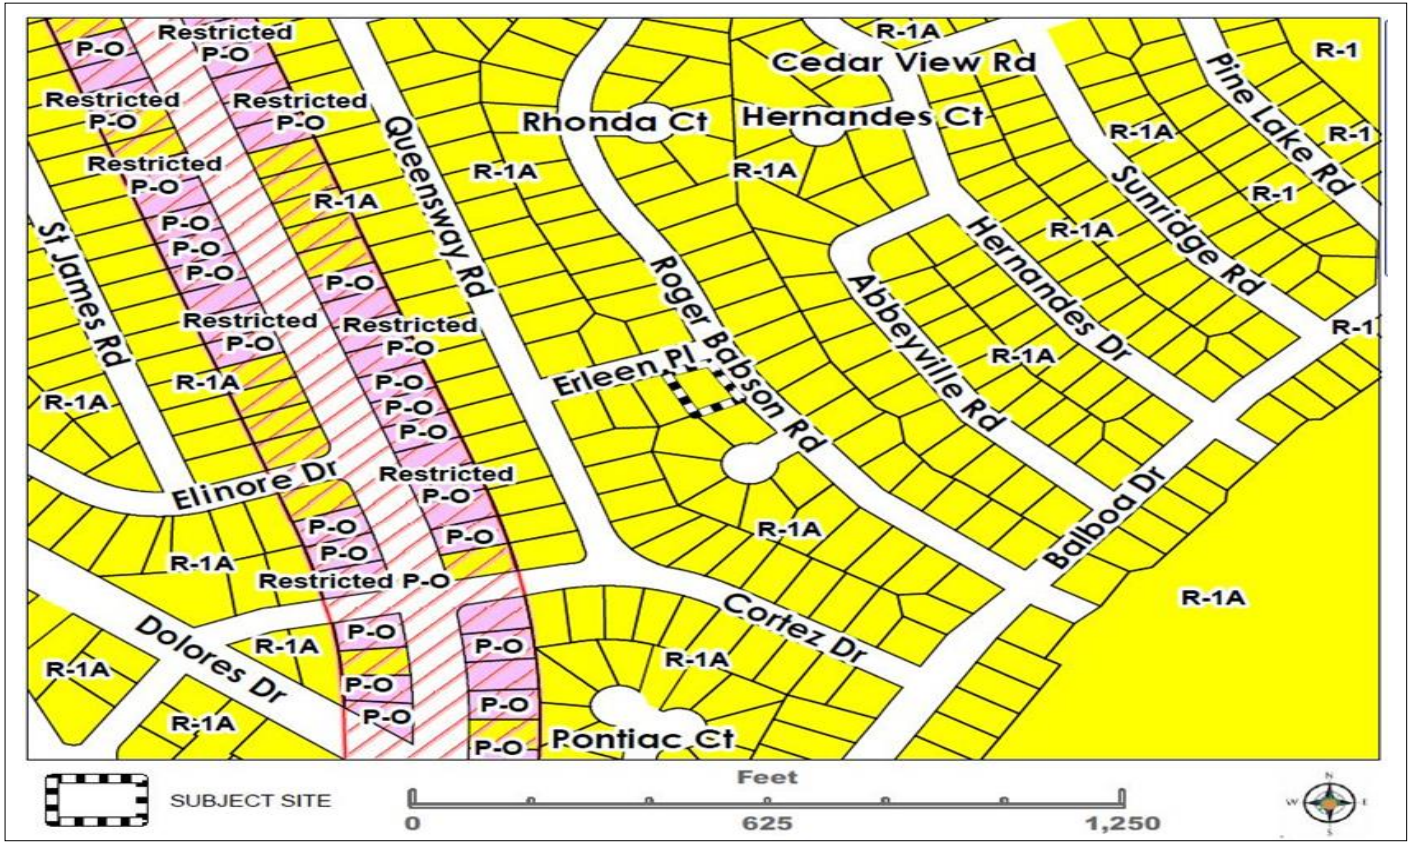 Restricted
P-O
P-O
R-1A
Cedar View Rd
R-1
Pine Lake Rd
Restricted
P-O
Restricted
P-O
Rhonda Ct
Hernandes Ct
R-1A
R-1
Queensway Rd
Restricted
P-O
R-1A
R-1A
Sunridge Rd
R-1
R-1A
P-O
P-O
P-O
St James Rd
R-1A
Hernandes Dr
P-O
Roger Babson Rd
Abbeyville Rd
Restricted
P-O
Restricted
P-O
R-1
R-1A
Erleen Pl
R-1A
P-O
R-1A
P-O
P-O
Elinore Dr
Restricted
P-O
Balboa Dr
P-O
P-O
P-O
R-1A
R-1A
Restricted P-O
R-1A
Cortez Dr
Dolores Dr
P-O
R-1A
P-O
R-1A
R-1A
P-O
P-O
P-O
R-1A
P-O
Pontiac Ct
SUBJECT SITE
Feet
0
625
1,250
N
W
E
S